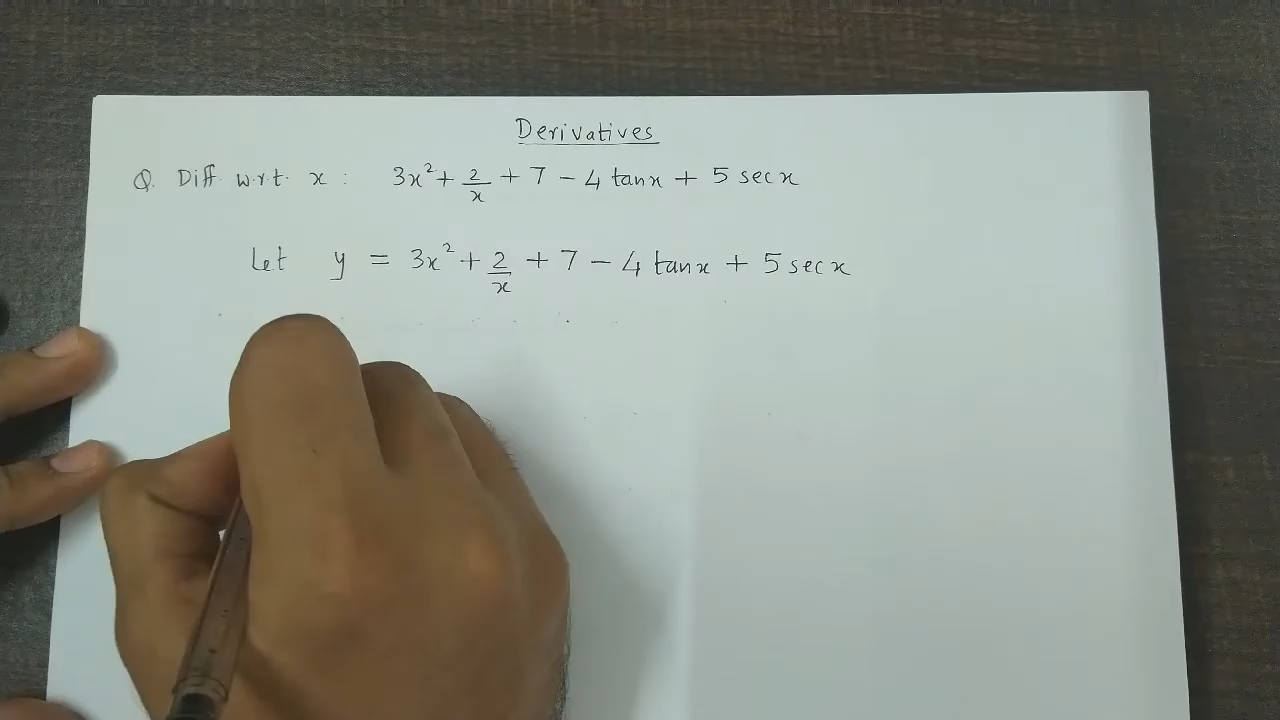 Derivatives
Q. Diff. w.r.t. x : 3x² + 2/x + 7 - 4 tanx + 5 secx
Let y = 3x² + 2/x + 7 - 4 tanx + 5 secx